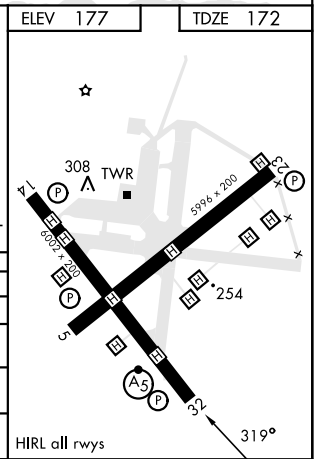 ELEV 177
TDZE 172
308
TWR
14
P
23
P
5996 x 200
6002 x 200
H
H
H
H
H
H
H
H
H
H
H
H
P
254
5
A5
P
32
319°
HIRL all rwys